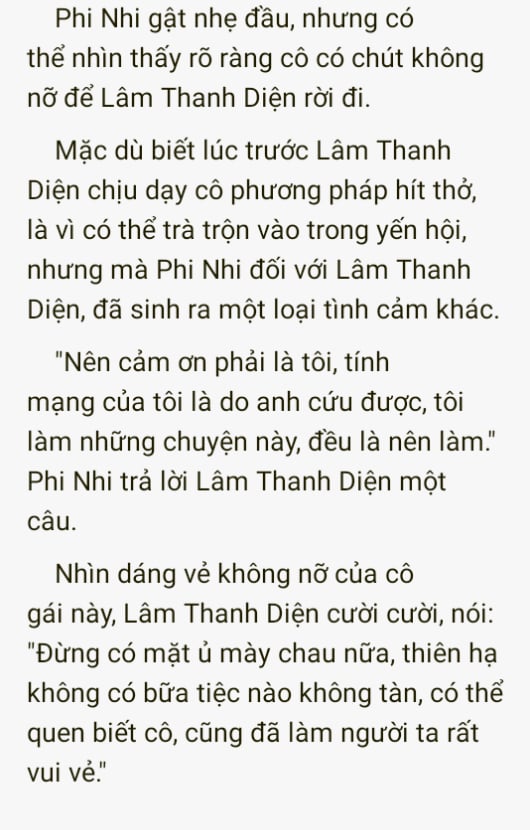 Phi Nhi gật nhẹ đầu, nhưng có
thể nhìn thấy rõ ràng cô có chút không
nỡ để Lâm Thanh Diện rời đi.
Mặc dù biết lúc trước Lâm Thanh
Diện chịu dạy cô phương pháp hít thở,
là vì có thể trà trộn vào trong yến hội,
nhưng mà Phi Nhi đối với Lâm Thanh
Diện, đã sinh ra một loại tình cảm khác.
"Nên cảm ơn phải là tôi, tính
mạng của tôi là do anh cứu được, tôi
làm những chuyện này, đều là nên làm."
Phi Nhi trả lời Lâm Thanh Diện một
câu.
Nhìn dáng vẻ không nỡ của cô
gái này, Lâm Thanh Diện cười cười, nói:
"Đừng có mặt ủ mày chau nữa, thiên hạ
không có bữa tiệc nào không tàn, có thể
quen biết cô, cũng đã làm người ta rất
vui vẻ."